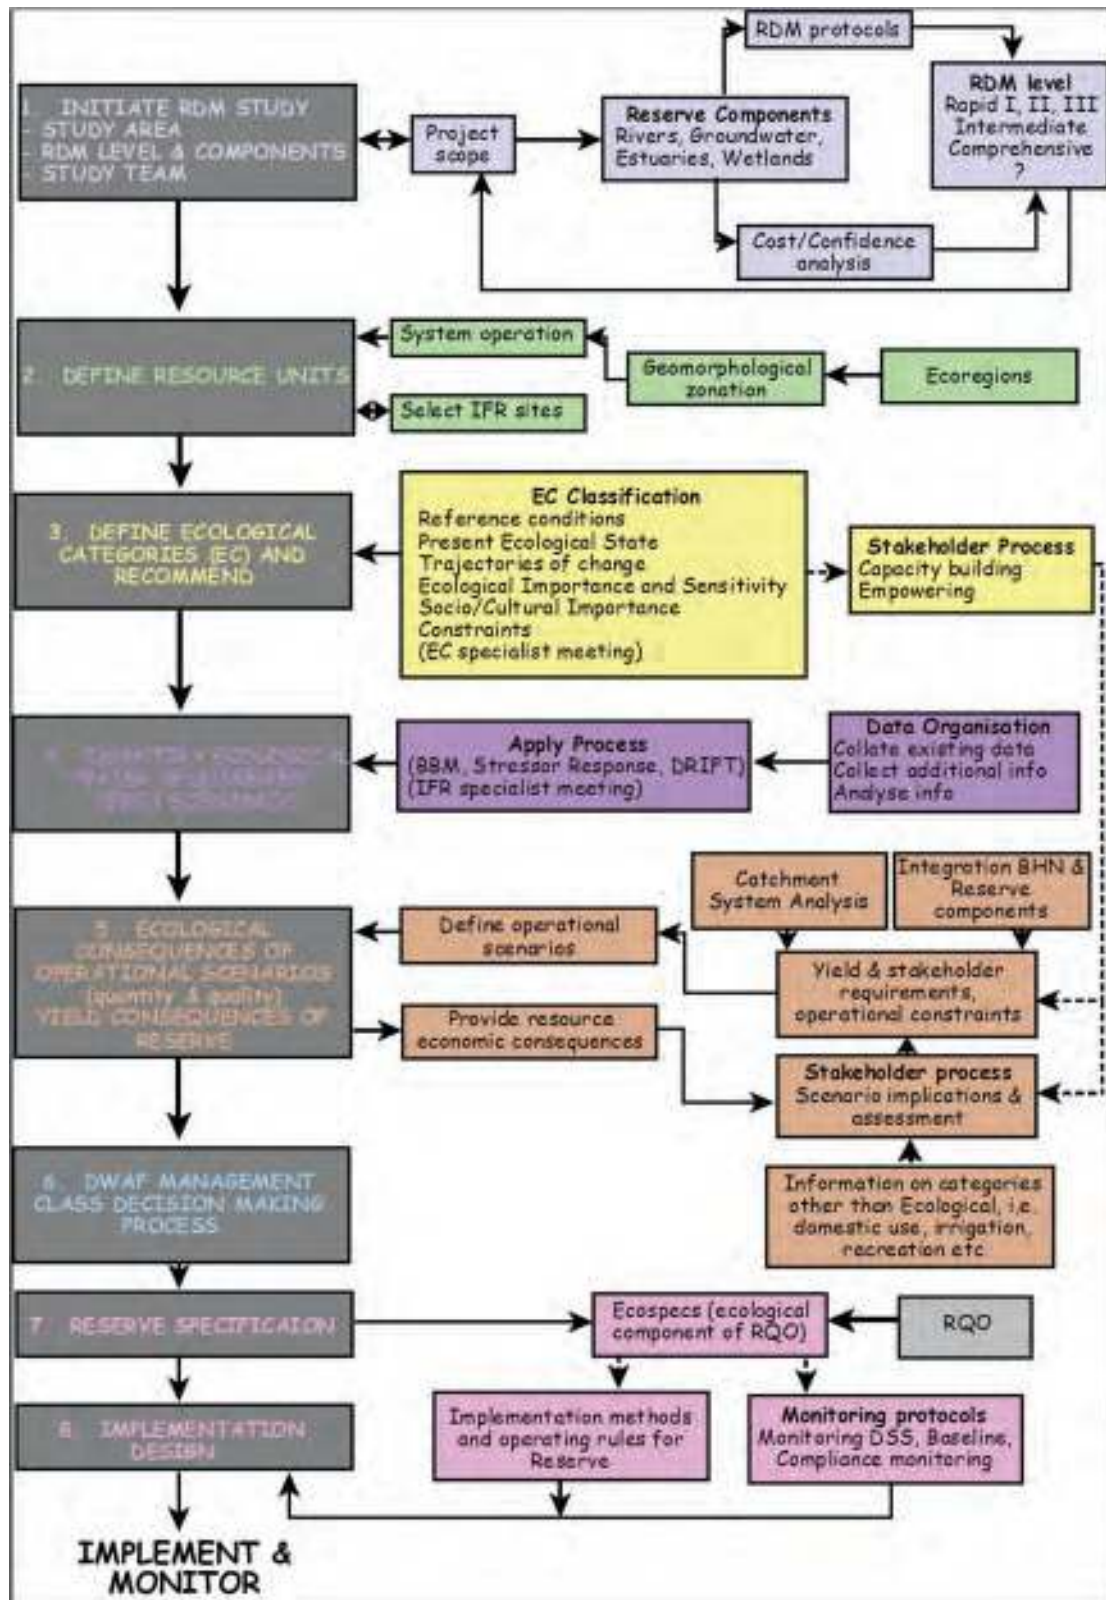 1. INITIATE RDM STUDY
- STUDY AREA
- RDM LEVEL & COMPONENTS
- STUDY TEAM
Project
scope
Reserve Components
Rivers, Groundwater,
Estuaries, Wetlands
RDM protocols
RDM level
Rapid I, II, III
Intermediate
Comprehensive
?
Cost/Confidence
analysis
2. DEFINE RESOURCE UNITS
System operation
Select IFR sites
Geomorphological
zonation
Ecoregions
3. DEFINE ECOLOGICAL
CATEGORIES (EC) AND
RECOMMEND
EC Classification
Reference conditions
Present Ecological State
Trajectories of change
Ecological Importance and Sensitivity
Socio/Cultural Importance
Constraints
(EC specialist meeting)
Stakeholder Process
Capacity building
Empowering
Apply Process
(BBM, Stressor Response, DRIFT)
(IFR specialist meeting)
Data Organisation
Collate existing data
Collect additional info
Analyse info
5. ECOLOGICAL
CONSEQUENCES OF
OPERATIONAL SCENARIOS
(quantity & quality)
YIELD CONSEQUENCES OF
RESERVE
Define operational
scenarios
Provide resource
economic consequences
Catchment
System Analysis
Integration BHN &
Reserve
components
Yield & stakeholder
requirements,
operational constraints
Stakeholder process
Scenario implications &
assessment
Information on categories
other than Ecological, i.e.
domestic use, irrigation,
recreation etc
6. DWAF MANAGEMENT
CLASS DECISION MAKING
PROCESS
7. RESERVE SPECIFICAION
Ecospecs (ecological
component of RQO)
RQO
8. IMPLEMENTATION
DESIGN
Implementation methods
and operating rules for
Reserve
Monitoring protocols
Monitoring DSS, Baseline,
Compliance monitoring
IMPLEMENT &
MONITOR